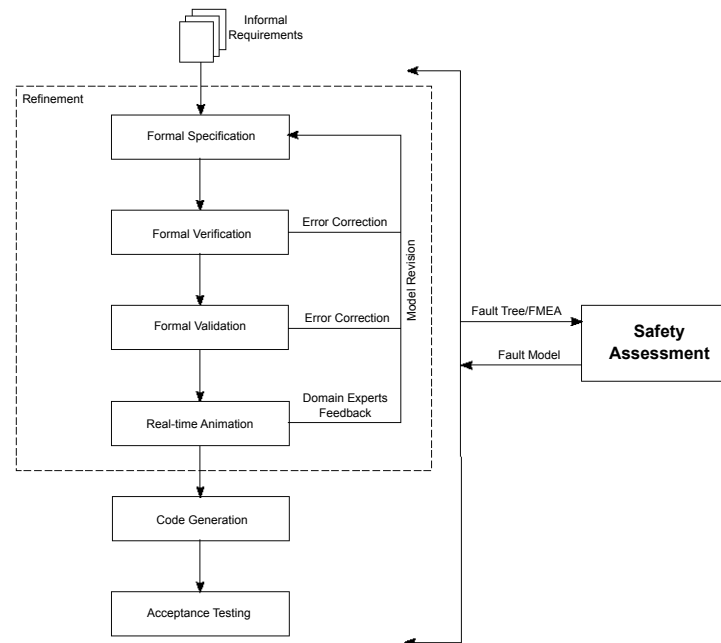 Informal
Requirements
Refinement
Formal Specification
Formal Verification
Error Correction
Model Revision
Formal Validation
Error Correction
Fault Tree/FMEA
Safety
Assessment
Fault Model
Domain Experts
Feedback
Real-time Animation
Code Generation
Acceptance Testing